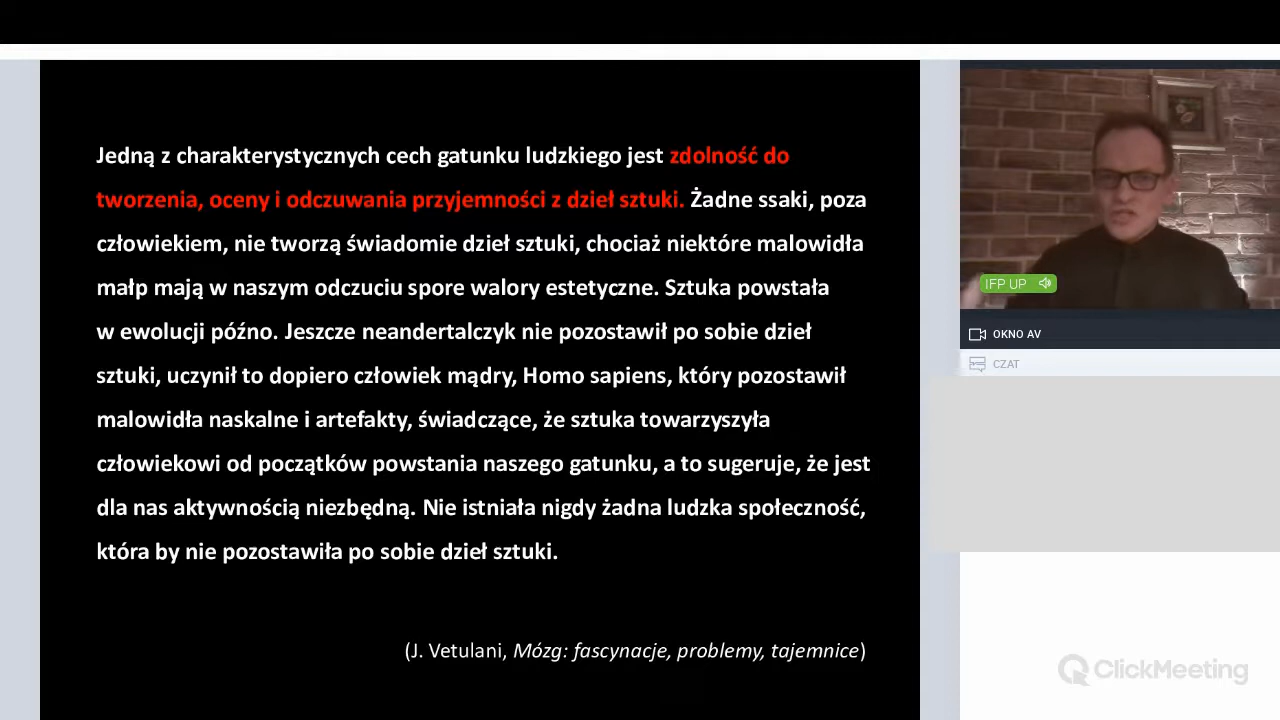 Jedną z charakterystycznych cech gatunku ludzkiego jest zdolność do
tworzenia, oceny i odczuwania przyjemności z dzieł sztuki. Żadne ssaki, poza
człowiekiem, nie tworzą świadomie dzieł sztuki, chociaż niektóre malowidła
małp mają w naszym odczuciu spore walory estetyczne. Sztuka powstała
w ewolucji późno. Jeszcze neandertalczyk nie pozostawił po sobie dzieł
sztuki, uczynił to dopiero człowiek mądry, Homo sapiens, który pozostawił
malowidła naskalne i artefakty, świadczące, że sztuka towarzyszyła
człowiekowi od początków powstania naszego gatunku, a to sugeruje, że jest
dla nas aktywnością niezbędną. Nie istniała nigdy żadna ludzka społeczność,
która by nie pozostawiła po sobie dzieł sztuki.
(J. Vetulani, Mózg: fascynacje, problemy, tajemnice)
IFP UP
OKNO AV
CZAT
ClickMeeting